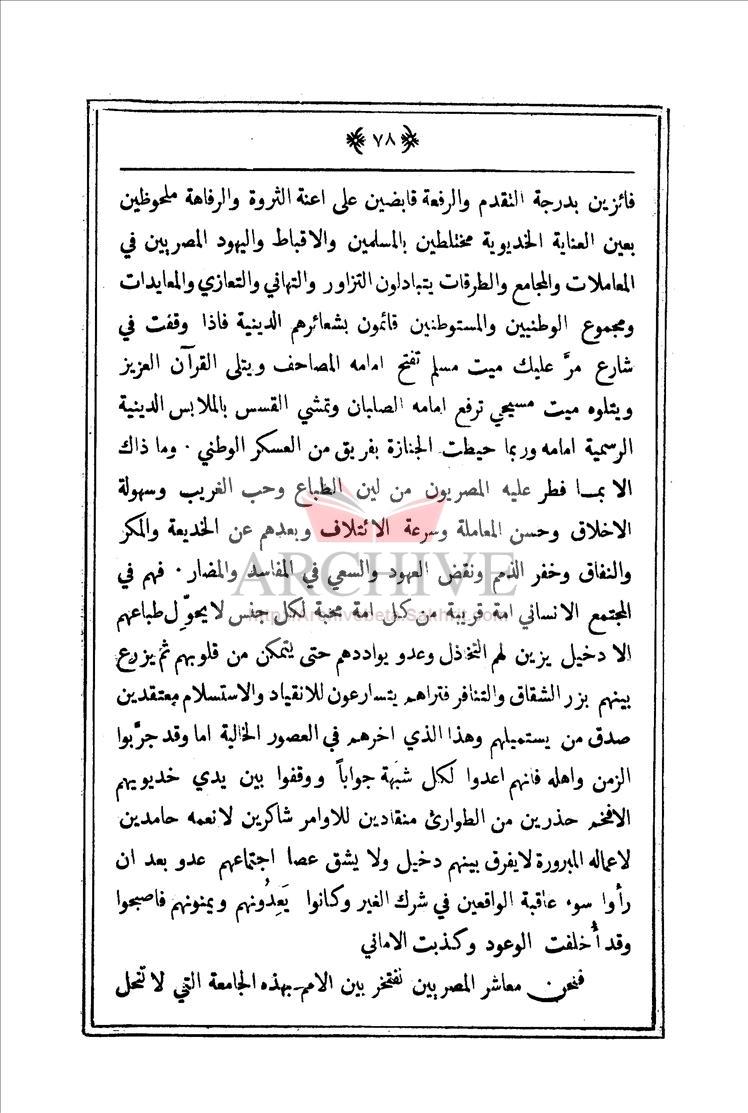 ٧٨
فائزين بدرجة التقدم والرفعة قابضين على اعنة الثروة والرفاهة ملحوظين
بعين العناية الخديوية مختلطين بالمسلمين والاقباط واليهود المصريين في
المعاملات والمجامع والطرقات يتبادلون التزاور والتهاني والتعازي والمعايدات
ومجموع الوطنيين والمستوطنين قائمون بشعائرهم الدينية فاذا وقفت في
شارع مرَّ عليك ميت مسلم تفتح امامه المصاحف ويتلى القرآن العزيز
ويتلوه ميت مسيحي ترفع امامه الصلبان وتمشي القسس بالملابس الدينية
الرسمية امامه وربما حيطت الجنازة بفريق من العسكر الوطني . وما ذاك
الا بمـا فطر عليه المصريون من لين الطباع وحب الغريب وسهولة
الاخلاق وحسن المعاملة وسرعة الائتلاف وبعدهم عن الخديعة والمكر
والنفاق وخفر الذمم ونقض العهود والسعي في المفاسد والمضار . فهم في
المجتمع الانساني امة قريبة من كل امة محبة لكل جنس لا يحوّل طباعهم
الا دخيل يزين لهم التخاذل وعدو يواددهم حتى يتمكن من قلوبهم ثم يزرع
بينهم بزر الشقاق والتنافر فتراهم يتسارعون للانقياد والاستسلام معتقدين
صدق من يستميلهم وهذا الذي اخرهم في العصور الخالية اما وقد جرَّبوا
الزمن واهله فانهم اعدوا لكل شبهة جواباً ووقفوا بين يدي خديويهم
الافخم حذرين من الطوارئ منقادين للاوامر شاكرين لانعمه حامدين
لاعماله المبرورة لا يفرق بينهم دخيل ولا يشق عصا اجتماعهم عدو بعد ان
رأوا سوء عاقبة الواقعين في شرك الغير وكانوا يَعِدُونهم ويمنونهم فاصبحوا
وقد أُخلفت الوعود وكذبت الاماني
فنحن معاشر المصريين نفتخر بين الامم بهذه الجامعة التي لا تنحل
ARCHIVE